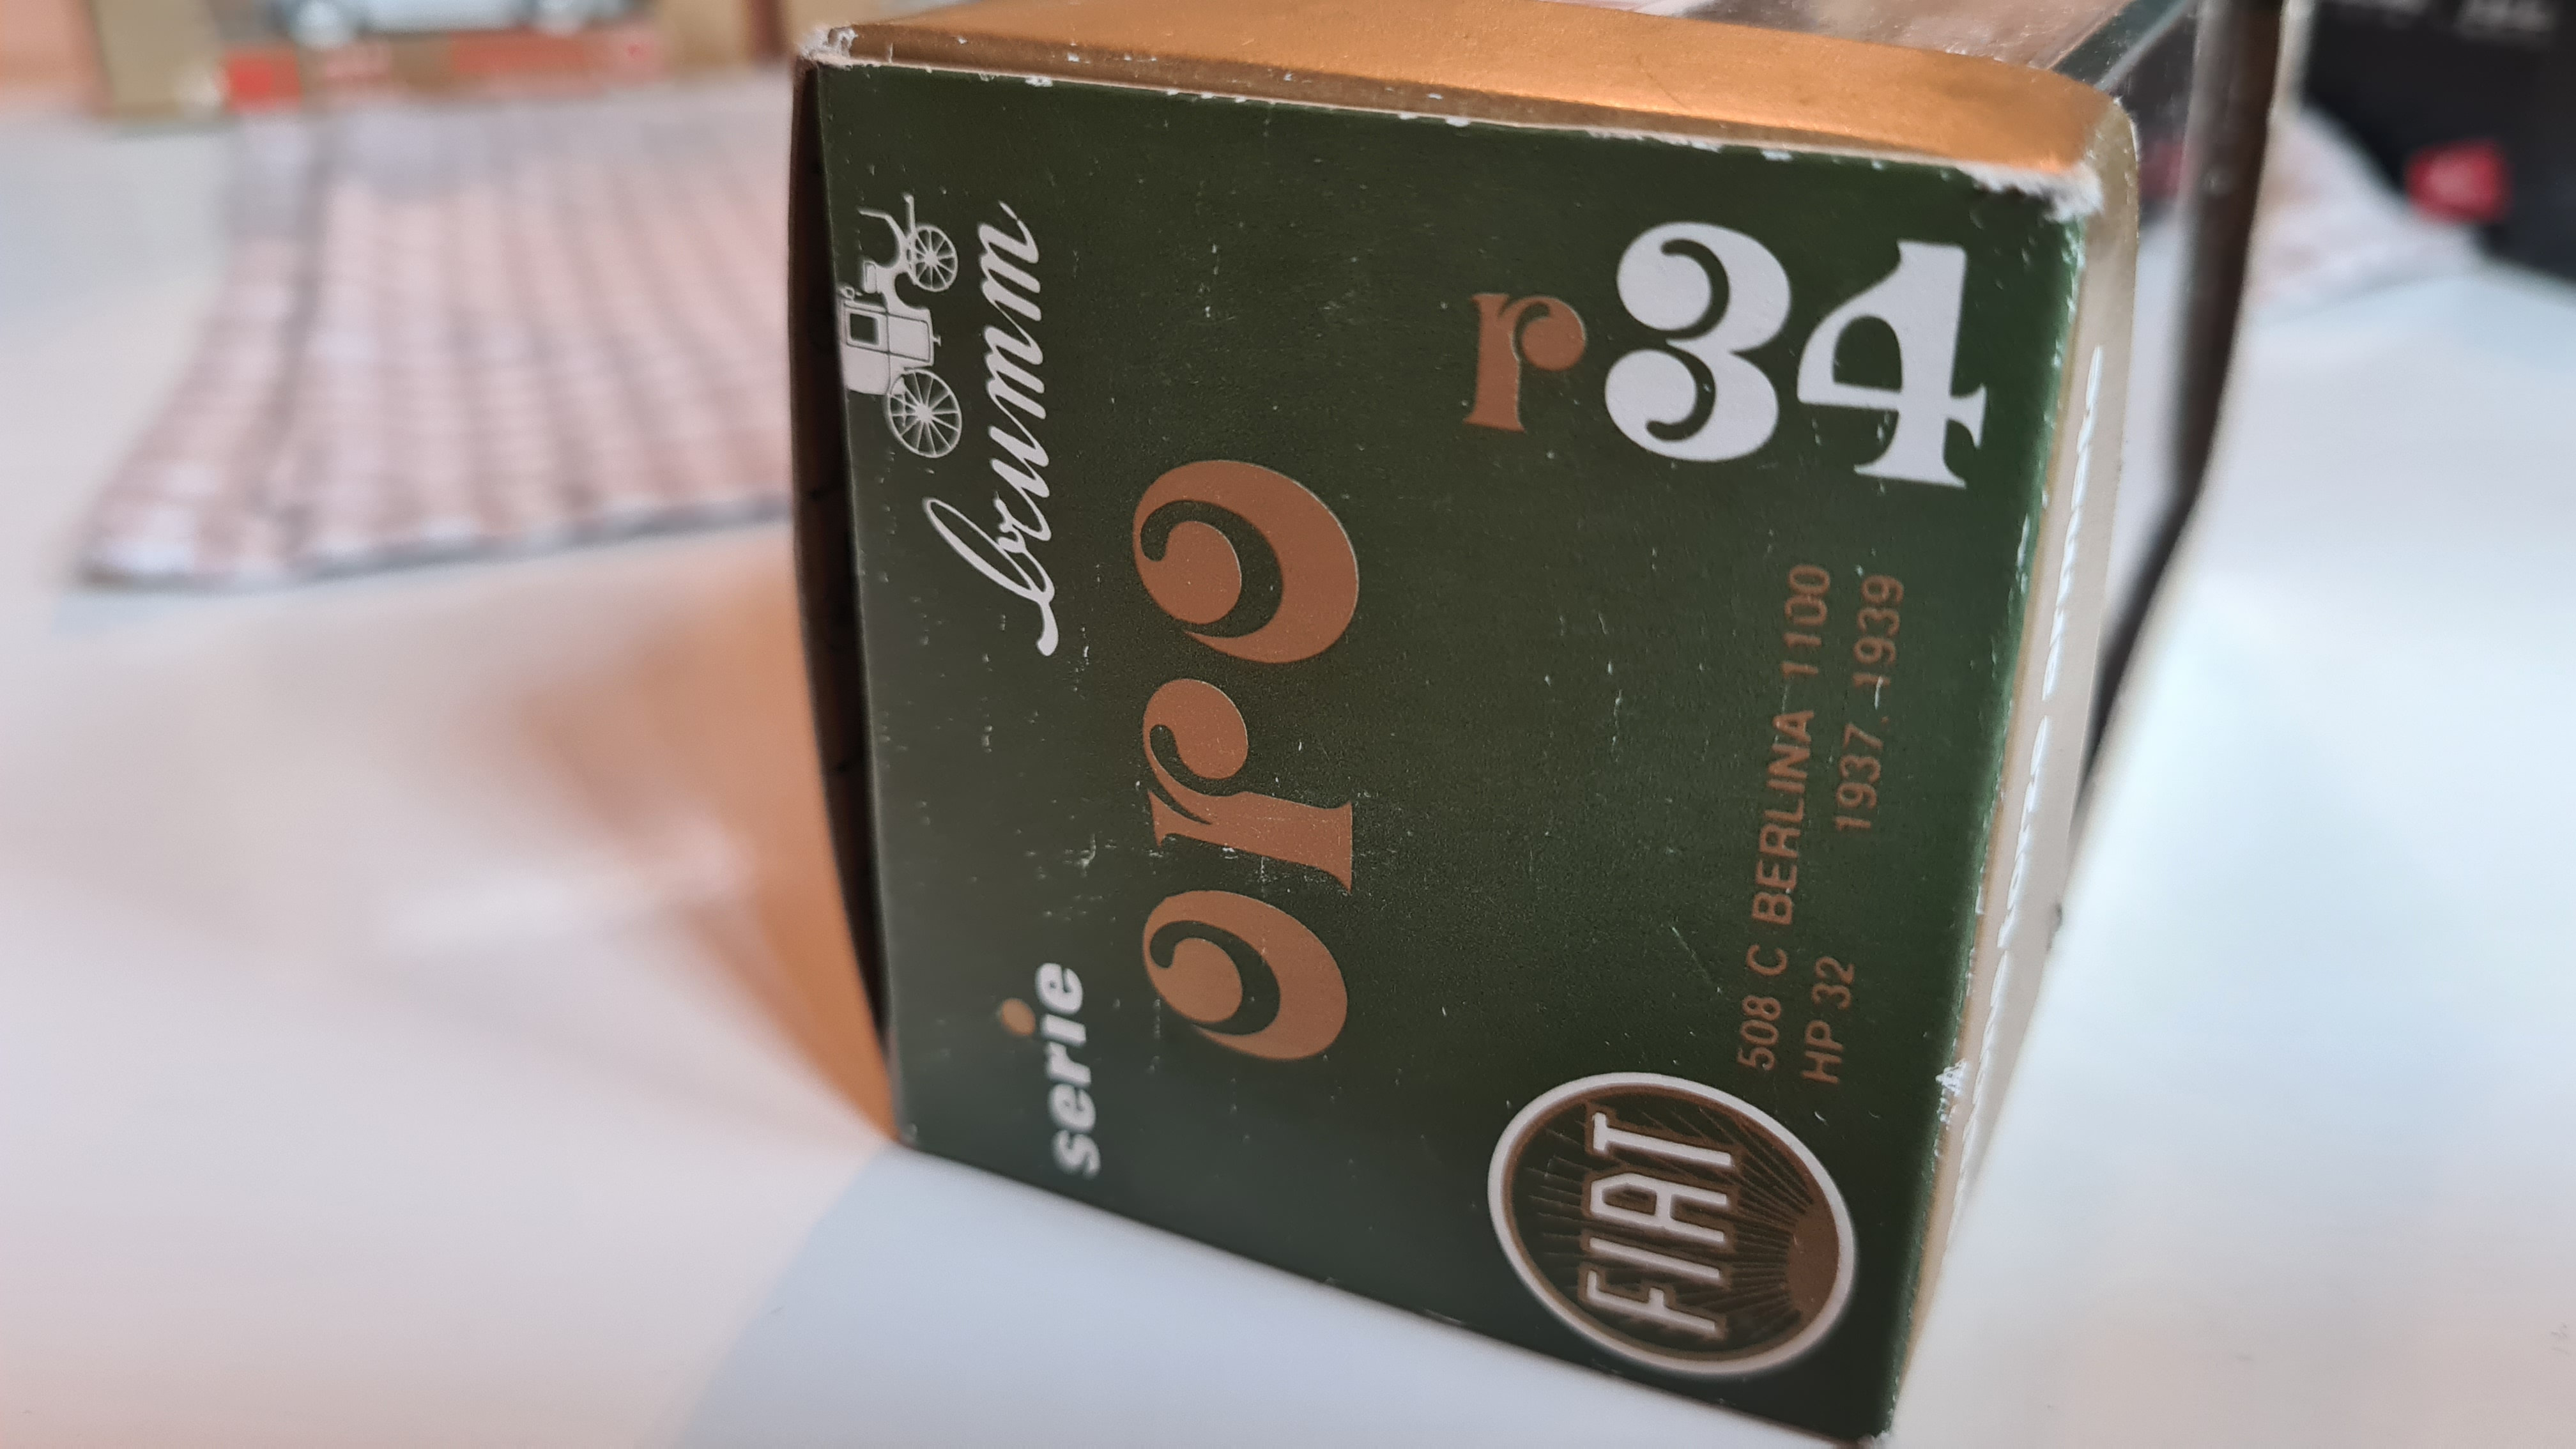 brumm
serie
oro
r34
508 C BERLINA 1100
HP 32 1937-1939
FIAT